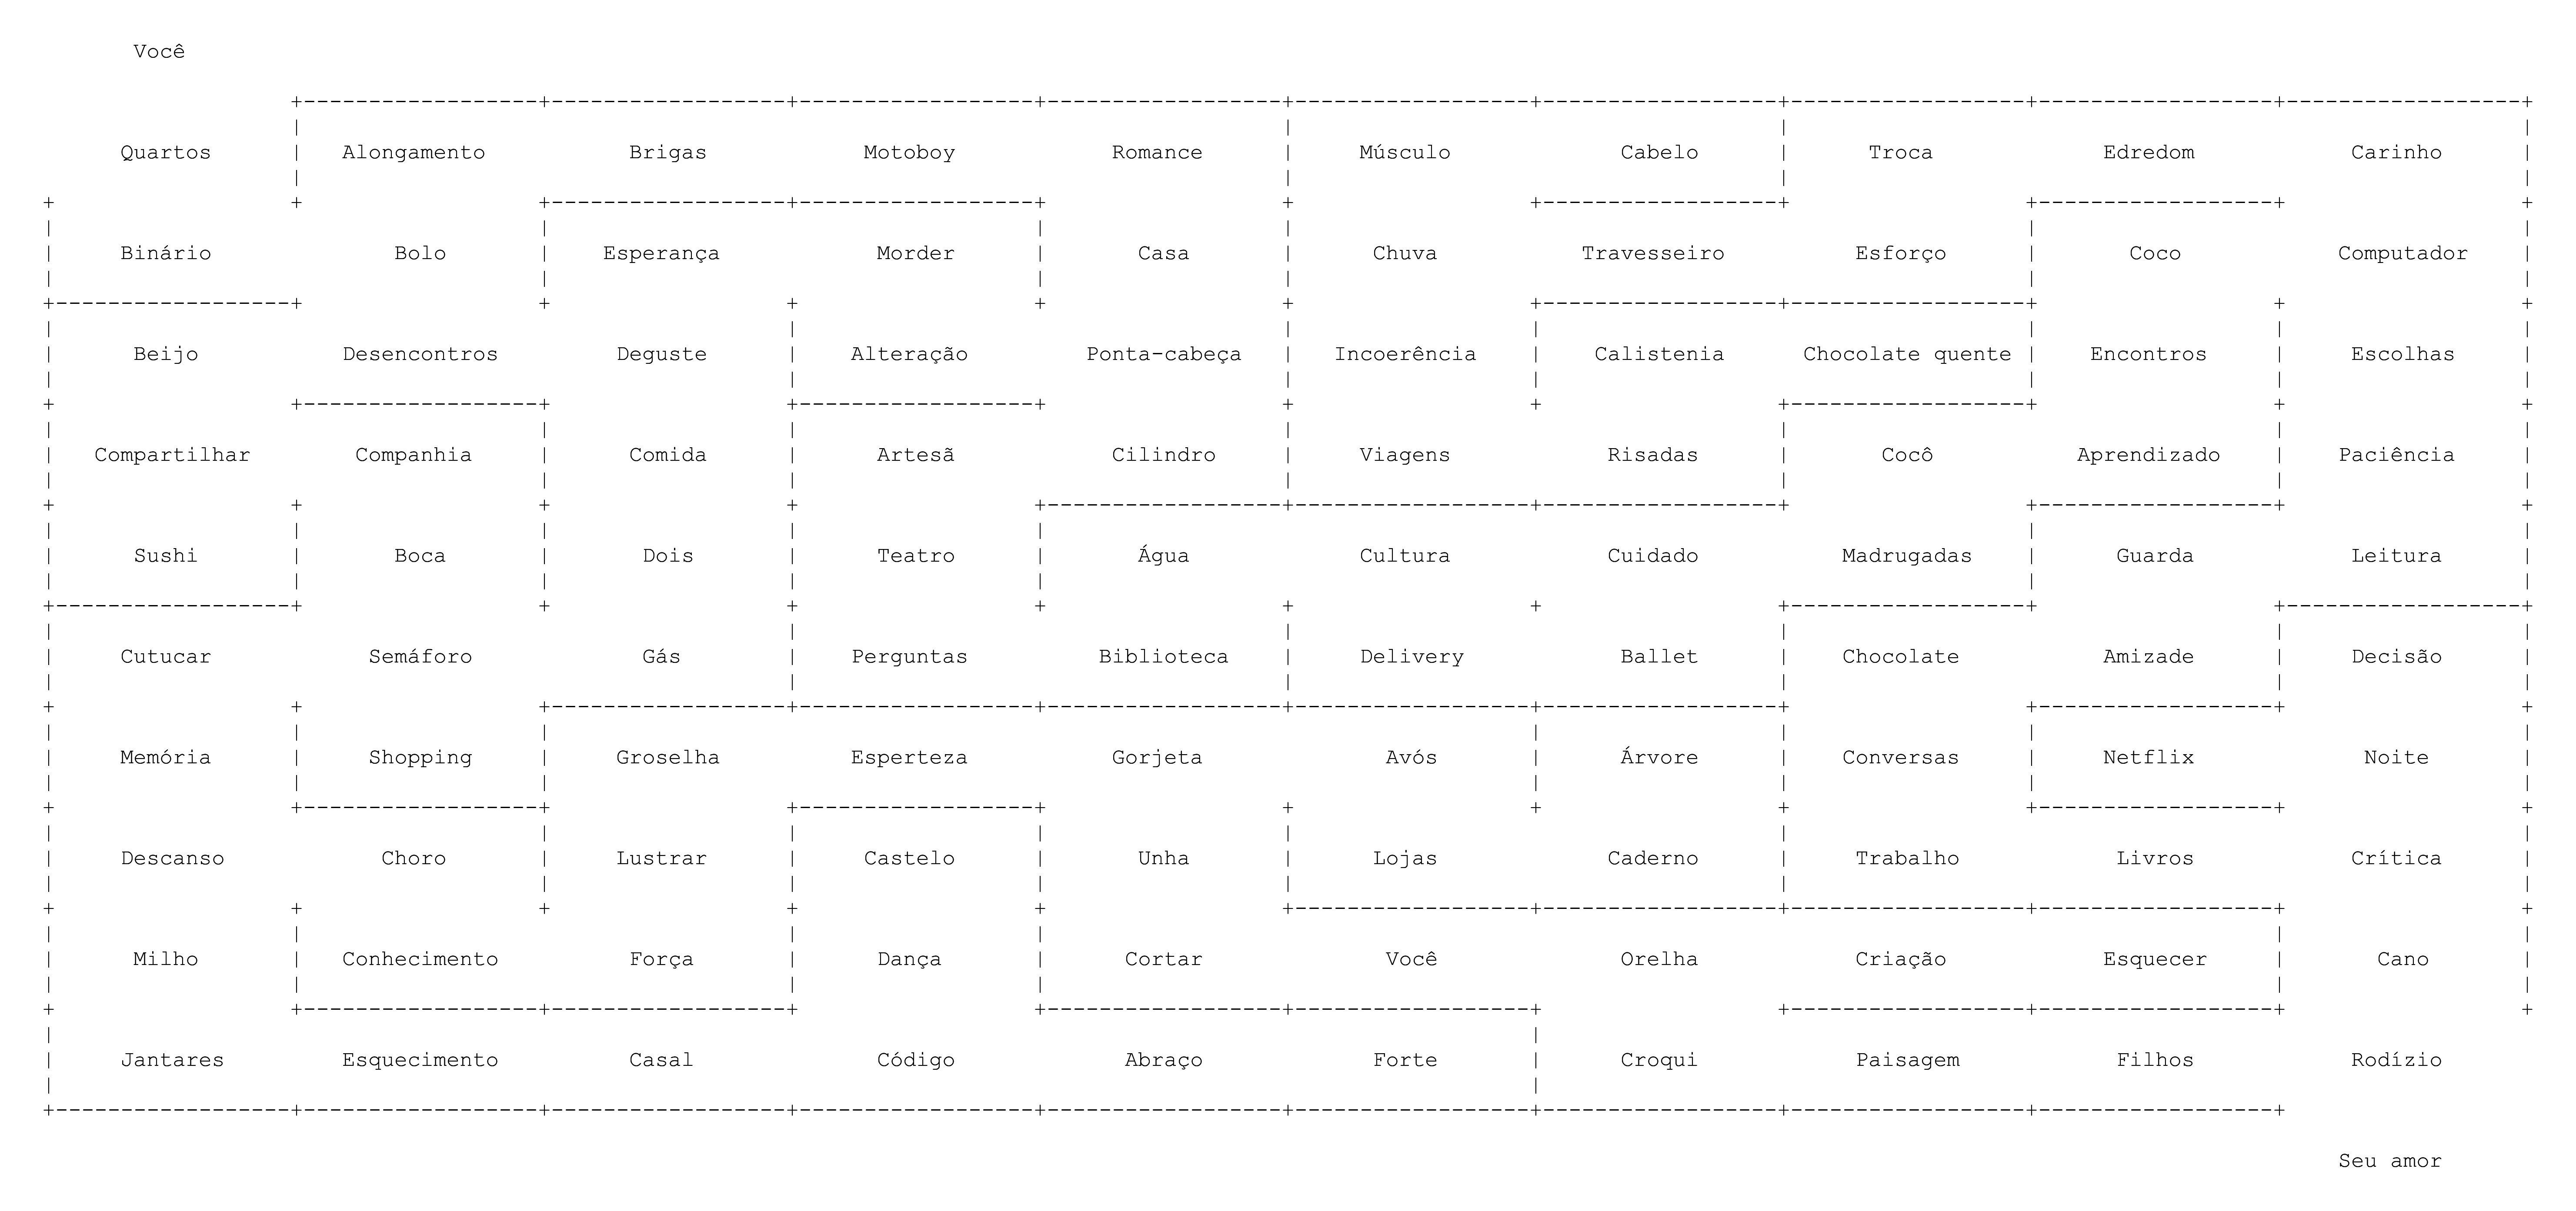 Você
Quartos Alongamento Brigas Motoboy Romance Músculo Cabelo Troca Edredom Carinho
Binário Bolo Esperança Morder Casa Chuva Travesseiro Esforço Coco Computador
Beijo Desencontros Deguste Alteração Ponta-cabeça Incoerência Calistenia Chocolate quente Encontros Escolhas
Compartilhar Companhia Comida Artesã Cilindro Viagens Risadas Cocô Aprendizado Paciência
Sushi Boca Dois Teatro Água Cultura Cuidado Madrugadas Guarda Leitura
Cutucar Semáforo Gás Perguntas Biblioteca Delivery Ballet Chocolate Amizade Decisão
Memória Shopping Groselha Esperteza Gorjeta Avós Árvore Conversas Netflix Noite
Descanso Choro Lustrar Castelo Unha Lojas Caderno Trabalho Livros Crítica
Milho Conhecimento Força Dança Cortar Você Orelha Criação Esquecer Cano
Jantares Esquecimento Casal Código Abraço Forte Croqui Paisagem Filhos Rodízio
Seu amor